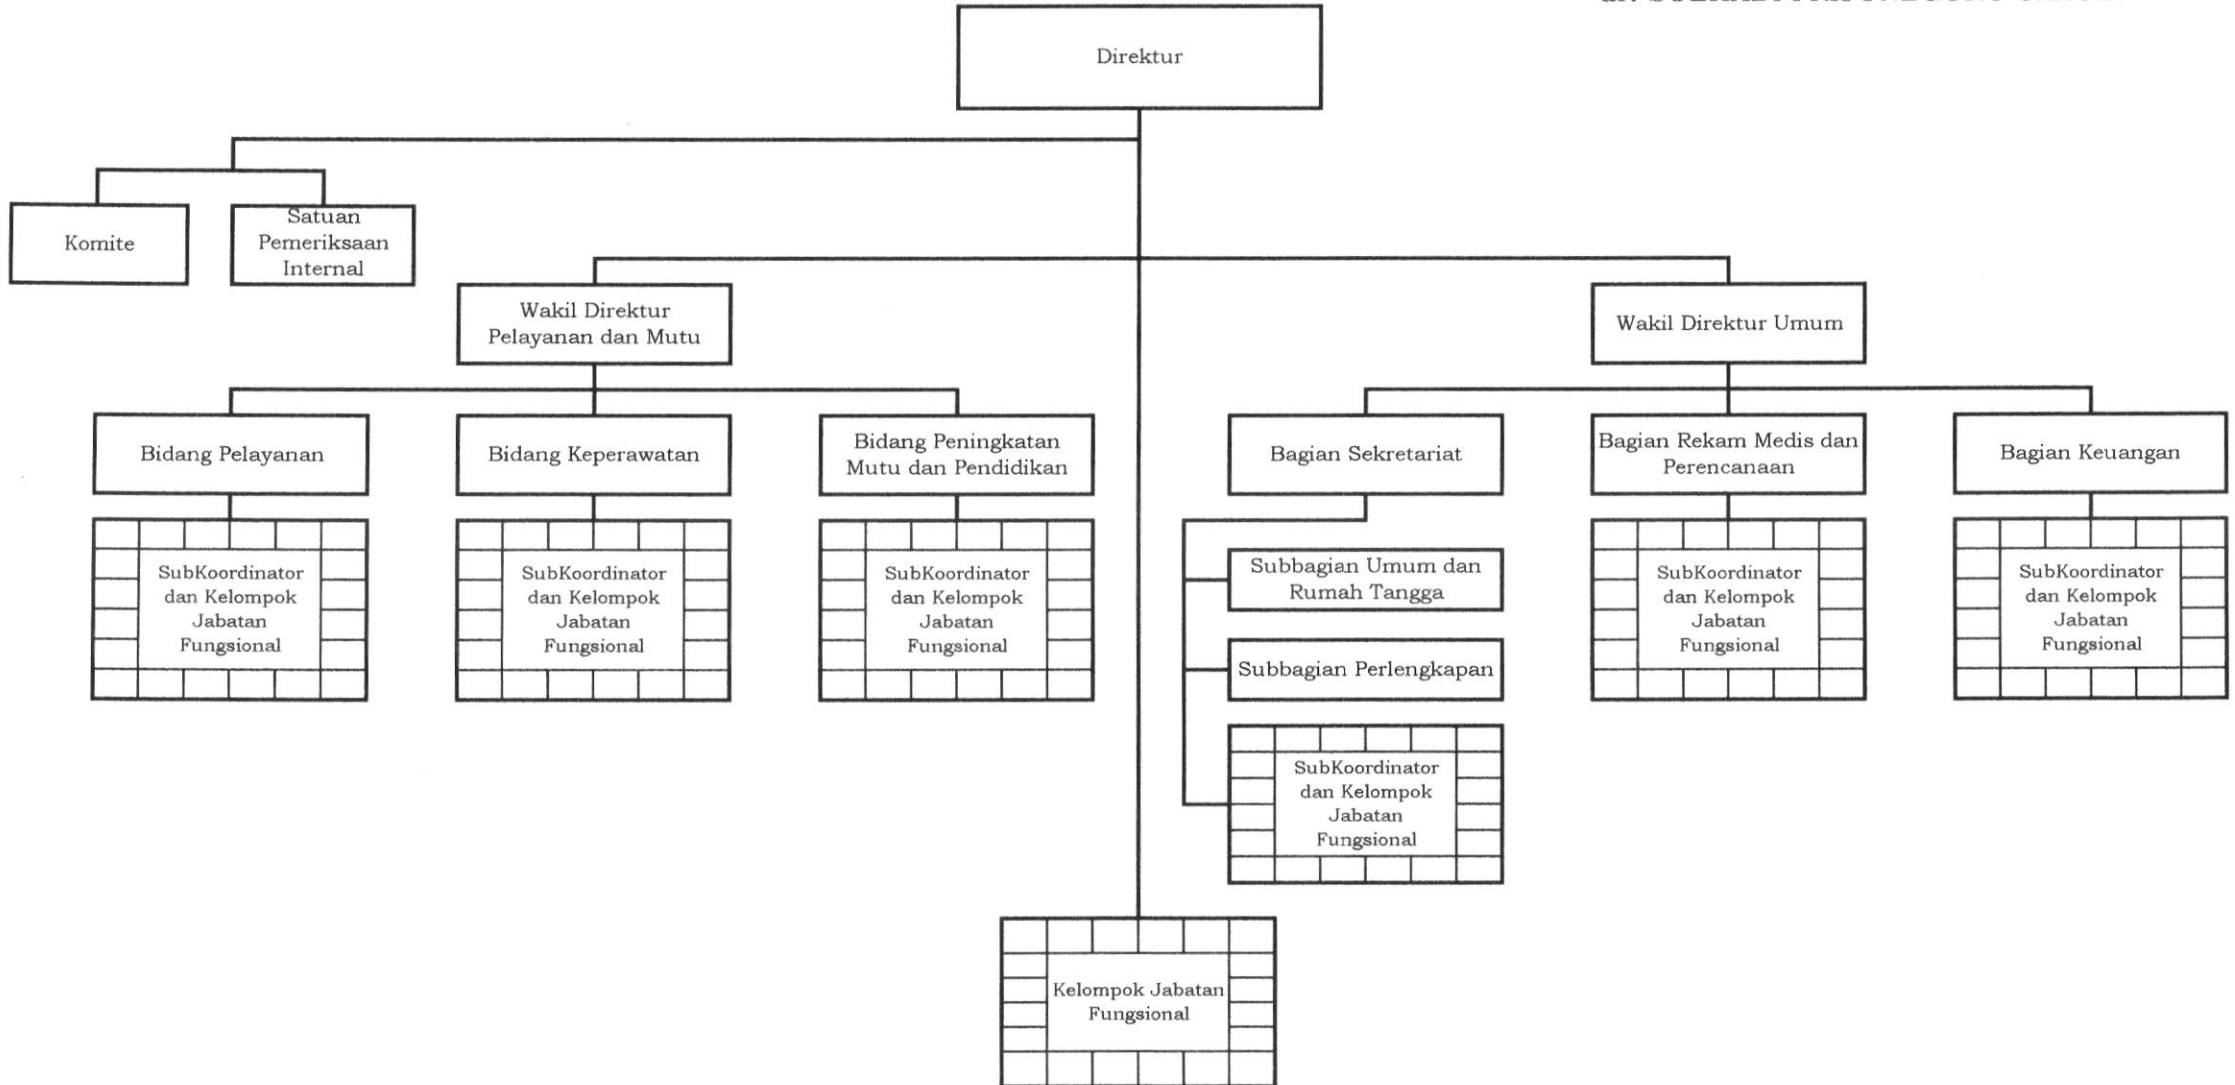 Direktur
Komite
Satuan
Pemeriksaan
Internal
Wakil Direktur
Pelayanan dan Mutu
Wakil Direktur Umum
Bidang Pelayanan
Bidang Keperawatan
Bidang Peningkatan
Mutu dan Pendidikan
Bagian Sekretariat
Bagian Rekam Medis dan
Perencanaan
Bagian Keuangan
SubKoordinator
dan Kelompok
Jabatan
Fungsional
SubKoordinator
dan Kelompok
Jabatan
Fungsional
SubKoordinator
dan Kelompok
Jabatan
Fungsional
Subbagian Umum dan
Rumah Tangga
Subbagian Perlengkapan
SubKoordinator
dan Kelompok
Jabatan
Fungsional
SubKoordinator
dan Kelompok
Jabatan
Fungsional
SubKoordinator
dan Kelompok
Jabatan
Fungsional
Kelompok Jabatan
Fungsional